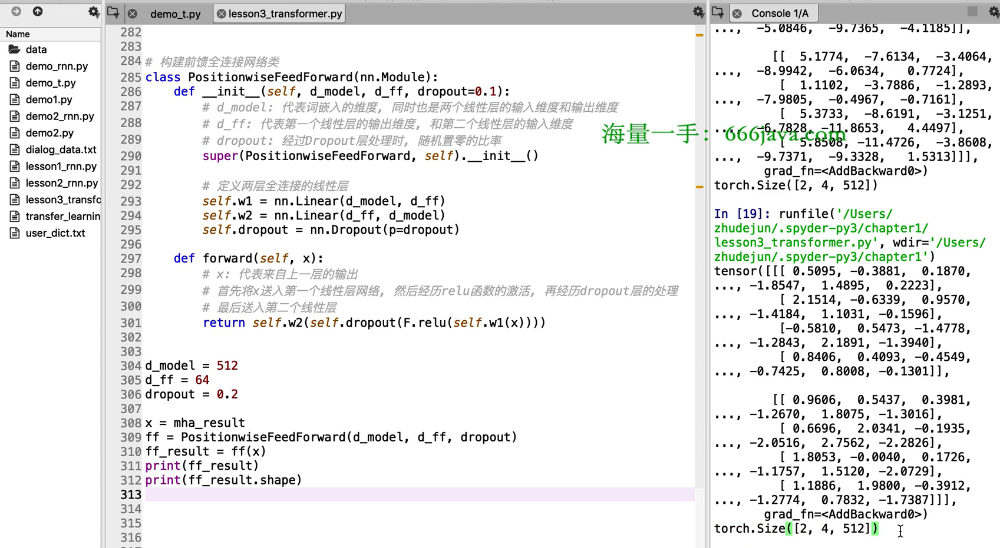 demo_t.py
lesson3_transformer.py
Console 1/A
Name
data
demo_rnn.py
demo_t.py
demo1.py
demo2_rnn.py
demo2.py
dialog_data.txt
lesson1_rnn.py
lesson2_rnn.py
lesson3_transfo
transfer_learnin
user_dict.txt
282
283
284 # 构建前馈全连接网络类
285 class PositionwiseFeedForward(nn.Module):
286     def __init__(self, d_model, d_ff, dropout=0.1):
287         # d_model: 代表词嵌入的维度, 同时也是两个线性层的输入维度和输出维度
288         # d_ff: 代表第一个线性层的输出维度, 和第二个线性层的输入维度
289         # dropout: 经过Dropout层处理时, 随机置零的比率
290         super(PositionwiseFeedForward, self).__init__()
291
292         # 定义两层全连接的线性层
293         self.w1 = nn.Linear(d_model, d_ff)
294         self.w2 = nn.Linear(d_ff, d_model)
295         self.dropout = nn.Dropout(p=dropout)
296
297     def forward(self, x):
298         # x: 代表来自上一层的输出
299         # 首先将x送入第一个线性层网络, 然后经历relu函数的激活, 再经历dropout层的处理
300         # 最后送入第二个线性层
301         return self.w2(self.dropout(F.relu(self.w1(x))))
302
303
304 d_model = 512
305 d_ff = 64
306 dropout = 0.2
307
308 x = mha_result
309 ff = PositionwiseFeedForward(d_model, d_ff, dropout)
310 ff_result = ff(x)
311 print(ff_result)
312 print(ff_result.shape)
313
314
315
316
海量一手：666java.com
..., -5.0846, -9.7365, -4.1185]],
[[ 5.1774, -7.6134, -3.4064,
..., -8.9942, -6.0634, 0.7724],
[ 1.1102, -3.7886, -1.2893,
..., -7.9805, -0.4967, -0.7161],
[ 5.3733, -8.6191, -3.1251,
..., -6.7828, -11.8653, 4.4497],
[ 5.8508, -11.4726, -3.8608,
..., -9.7371, -9.3328, 1.5313]]],
grad_fn=<AddBackward0>)
torch.Size([2, 4, 512])
In [19]: runfile('/Users/
zhudejun/.spyder-py3/chapter1/
lesson3_transformer.py', wdir='/Users/
zhudejun/.spyder-py3/chapter1')
tensor([[[ 0.5095, -0.3881, 0.1870,
..., -1.8547, 1.4895, 0.2223],
[ 2.1514, -0.6339, 0.9570,
..., -1.4184, 1.1031, -0.1596],
[-0.5810, 0.5473, -1.4778,
..., -1.2843, 2.1891, -1.3940],
[ 0.8406, 0.4093, -0.4549,
..., -0.7425, 0.8008, -0.1301]],
[[ 0.9606, 0.5437, 0.3981,
..., -1.2670, 1.8075, -1.3016],
[ 0.6696, 2.0341, -0.1935,
..., -2.0516, 2.7562, -2.2826],
[ 1.8053, -0.0040, 0.1726,
..., -1.1757, 1.5120, -2.0729],
[ 1.1886, 1.9800, -0.3912,
..., -1.2774, 0.7832, -1.7387]]],
grad_fn=<AddBackward0>)
torch.Size([2, 4, 512])